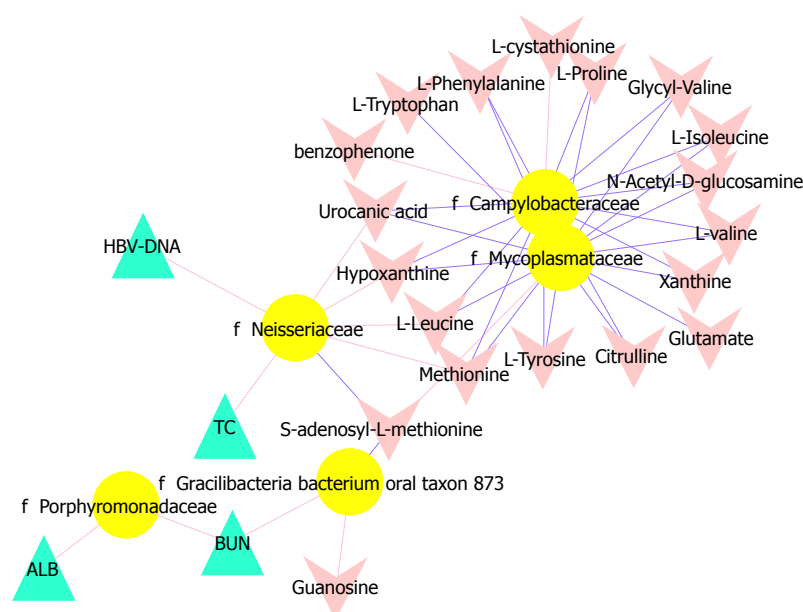 L-cystathionine
L-Phenylalanine
L-Proline
Glycyl-Valine
L-Tryptophan
L-Isoleucine
benzophenone
N-Acetyl-D-glucosamine
Urocanic acid
f Campylobacteraceae
L-valine
HBV-DNA
f Mycoplasmataceae
Hypoxanthine
Xanthine
f Neisseriaceae
L-Leucine
Glutamate
L-Tyrosine
Citrulline
Methionine
TC
S-adenosyl-L-methionine
f Gracilibacteria bacterium oral taxon 873
f Porphyromonadaceae
BUN
ALB
Guanosine